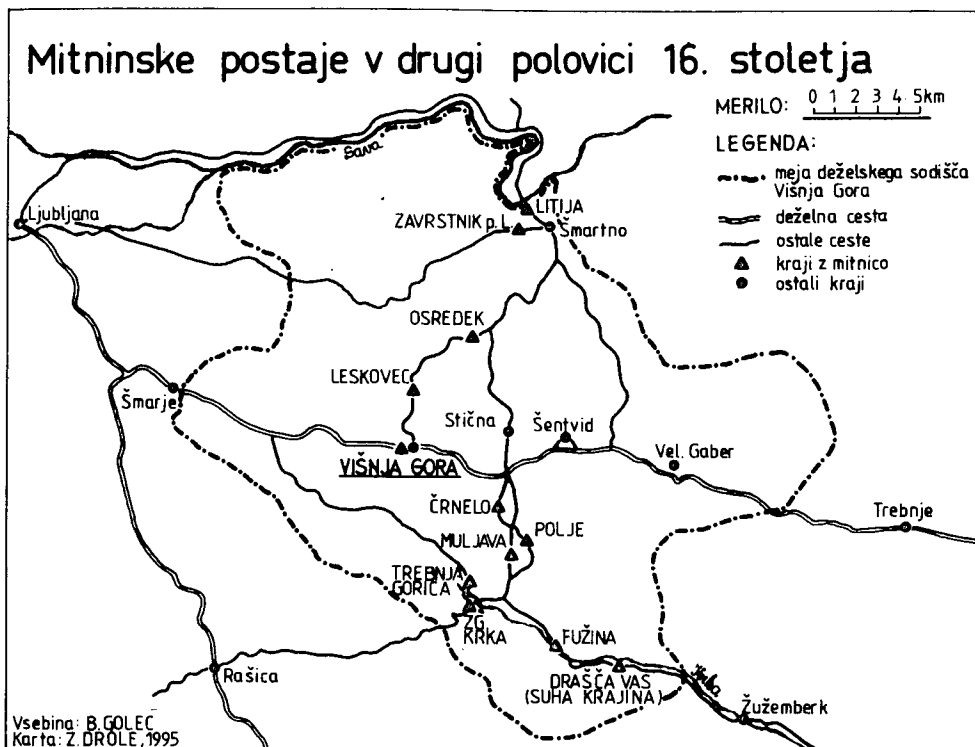 Mitninske postaje v drugi polovici 16. stoletja
MERILO: 0 1 2 3 4 5km
LEGENDA:
meja deželskega sodišča
Višnja Gora
deželna cesta
ostale ceste
kraji z mitnico
ostali kraji
Sava
Ljubljana
LITIJA
ZAVRSTNIK p.L.
Šmartno
OSREDEK
LESKOVEC
Šmarje
Stična
Šentvid
VIŠNJA GORA
Vel. Gaber
ČRNELO
Trebnje
POLJE
MULJAVA
TREBNJA
GORICA
ZG
KRKA
FUŽINA
Rašica
DRAŠČA VAS
(SUHA KRAJINA)
Krka
Žužemberk
Vsebina: B.GOLEC
Karta: Z.DROLE,1995